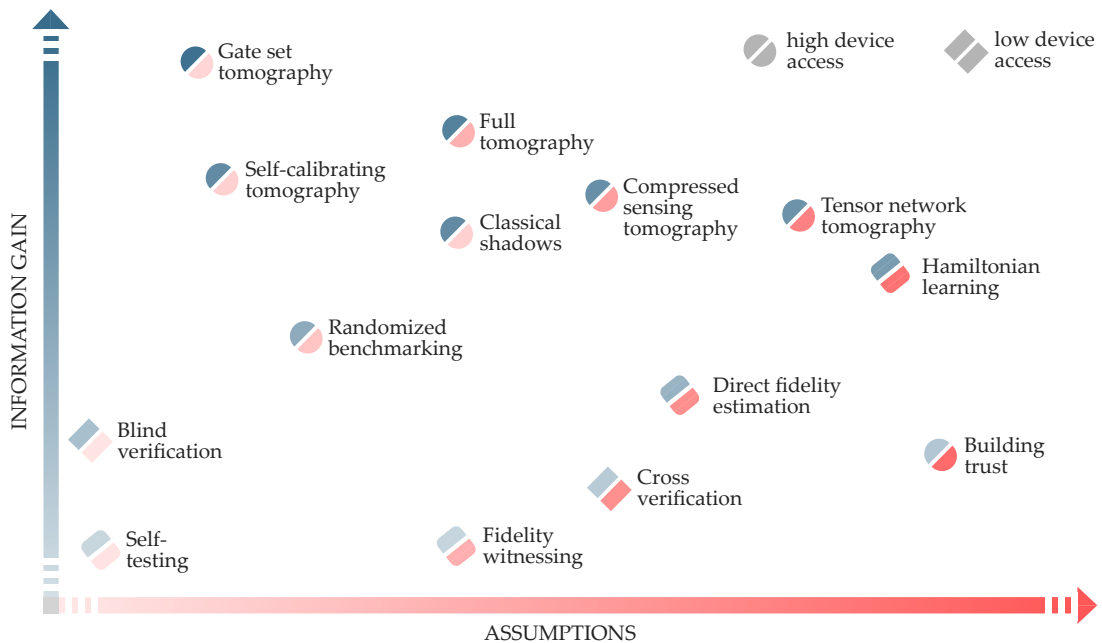 Gate set
tomography
high device
access
low device
access
Full
tomography
Self-calibrating
tomography
Classical
shadows
Compressed
sensing
tomography
Tensor network
tomography
Hamiltonian
learning
Randomized
benchmarking
Direct fidelity
estimation
Blind
verification
Cross
verification
Building
trust
Self-
testing
Fidelity
witnessing
INFORMATION GAIN
ASSUMPTIONS